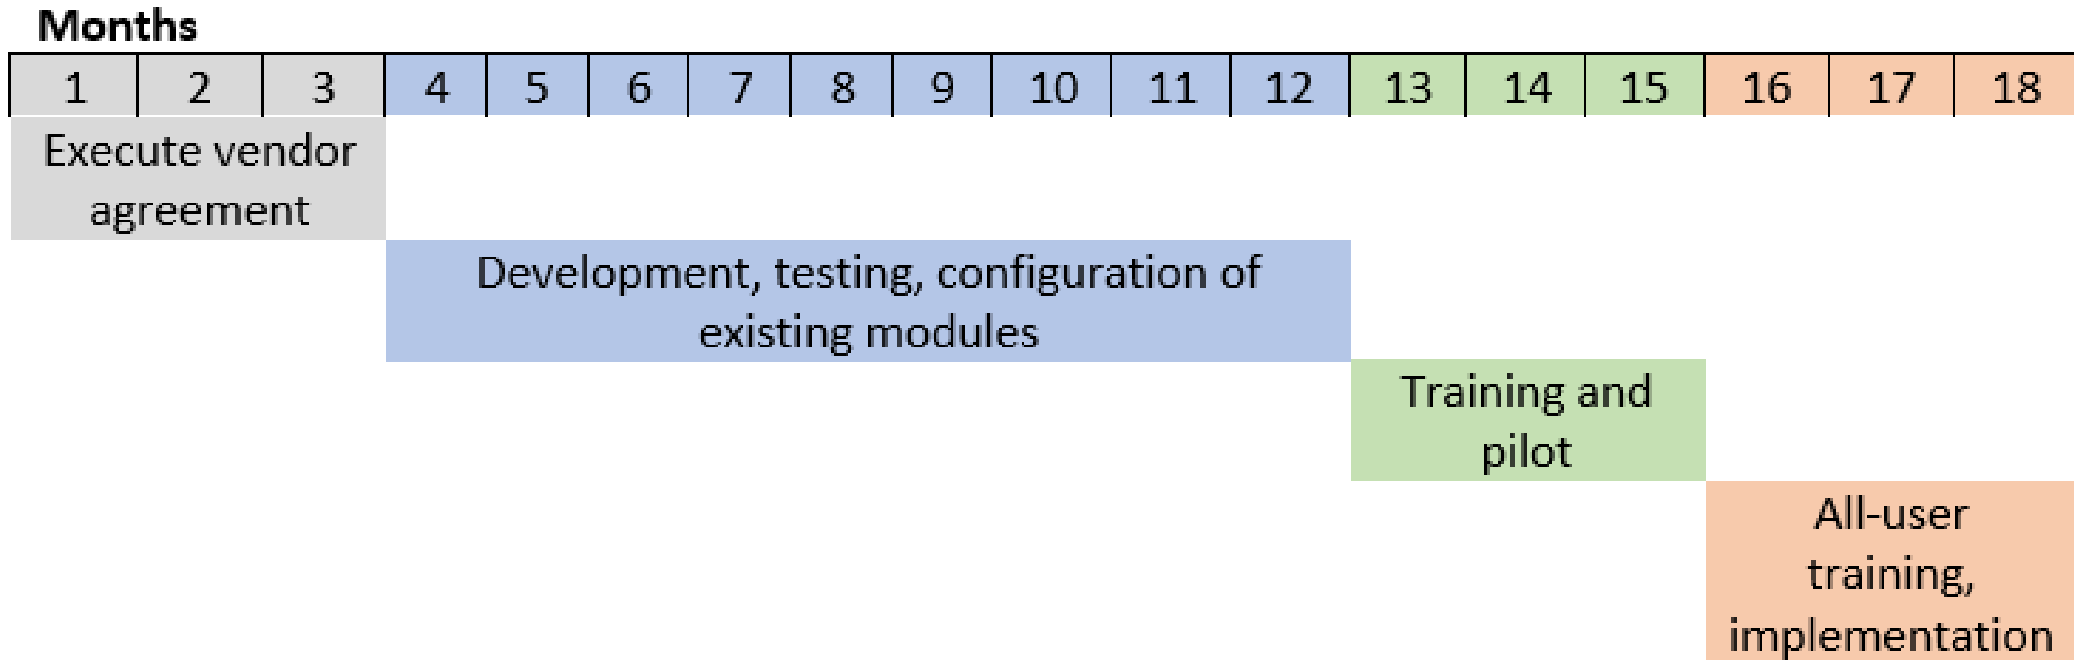 Months
1 2 3 4 5 6 7 8 9 10 11 12 13 14 15 16 17 18
Execute vendor
agreement
Development, testing, configuration of
existing modules
Training and
pilot
All-user
training,
implementation